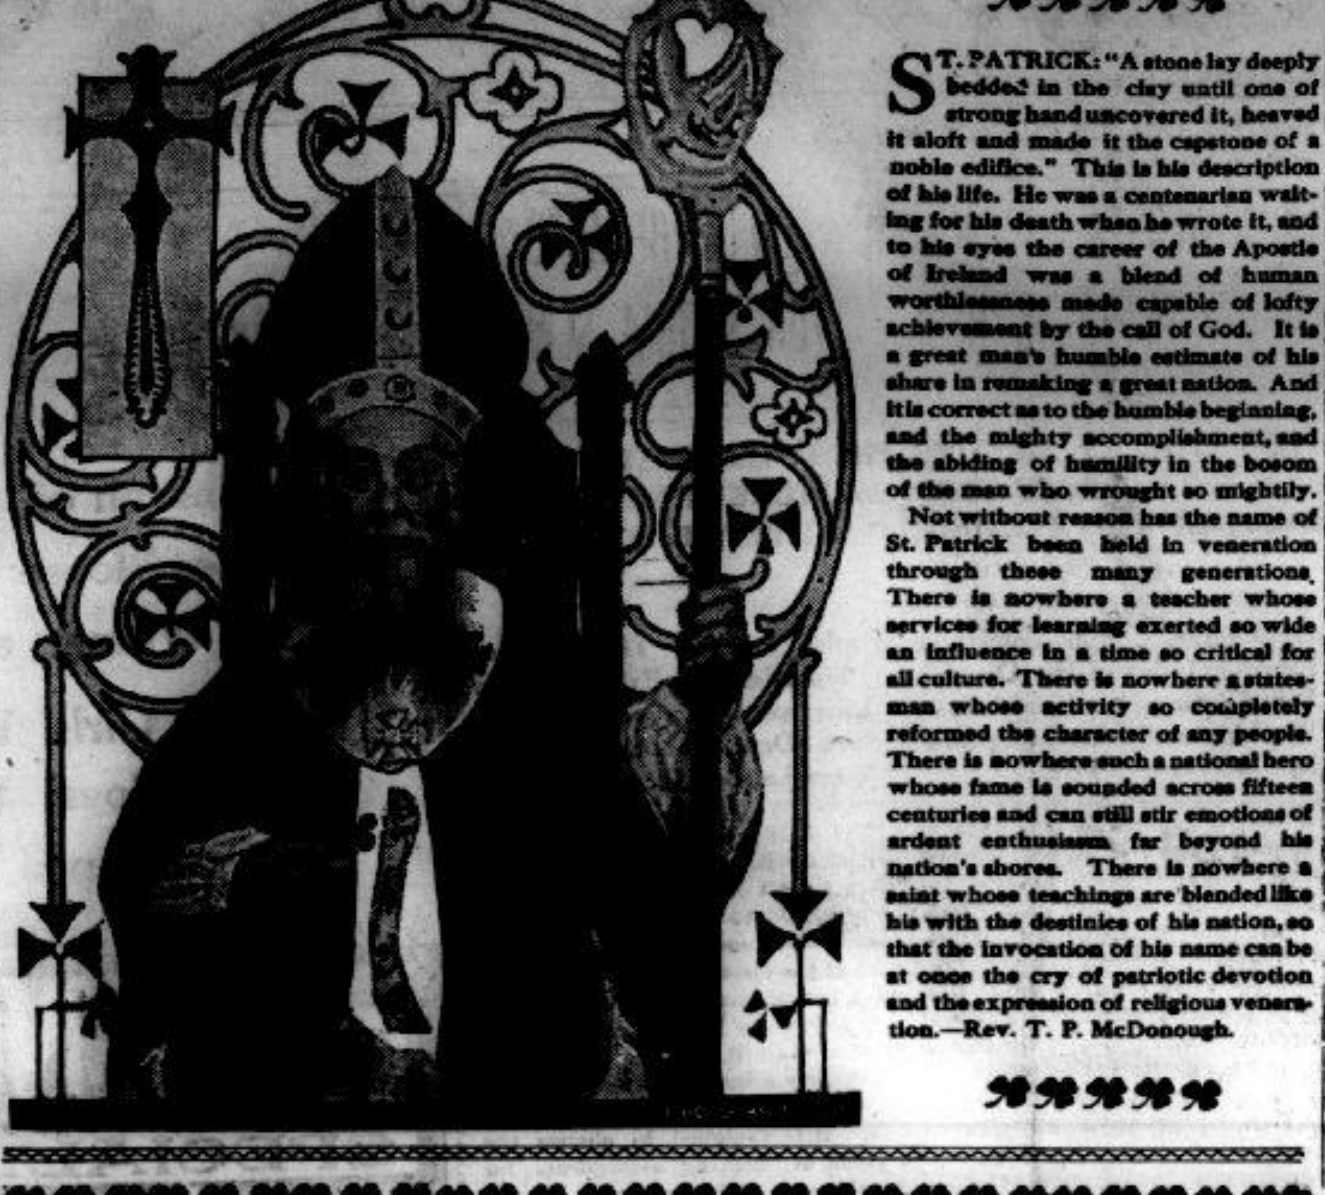 ST. PATRICK: "A stone lay deeply
bedded in the clay until one of
strong hand uncovered it, heaved
it aloft and made it the capstone of a
noble edifice." This is his description
of his life. He was a centenarian wait-
ing for his death when he wrote it, and
to his eyes the career of the Apostle
of Ireland was a blend of human
worthlessness made capable of lofty
achievement by the call of God. It is
a great man's humble estimate of his
share in remaking a great nation. And
it is correct as to the humble beginning,
and the mighty accomplishment, and
the abiding of humility in the bosom
of the man who wrought so mightily.
Not without reason has the name of
St. Patrick been held in veneration
through these many generations.
There is nowhere a teacher whose
services for learning exerted so wide
an influence in a time so critical for
all culture. There is nowhere a states-
man whose activity so completely
reformed the character of any people.
There is nowhere such a national hero
whose fame is sounded across fifteen
centuries and can still stir emotions of
ardent enthusiasm far beyond his
nation's shores. There is nowhere a
saint whose teachings are blended like
his with the destinies of his nation, so
that the invocation of his name can be
at once the cry of patriotic devotion
and the expression of religious venera-
tion.—Rev. T. P. McDonough.